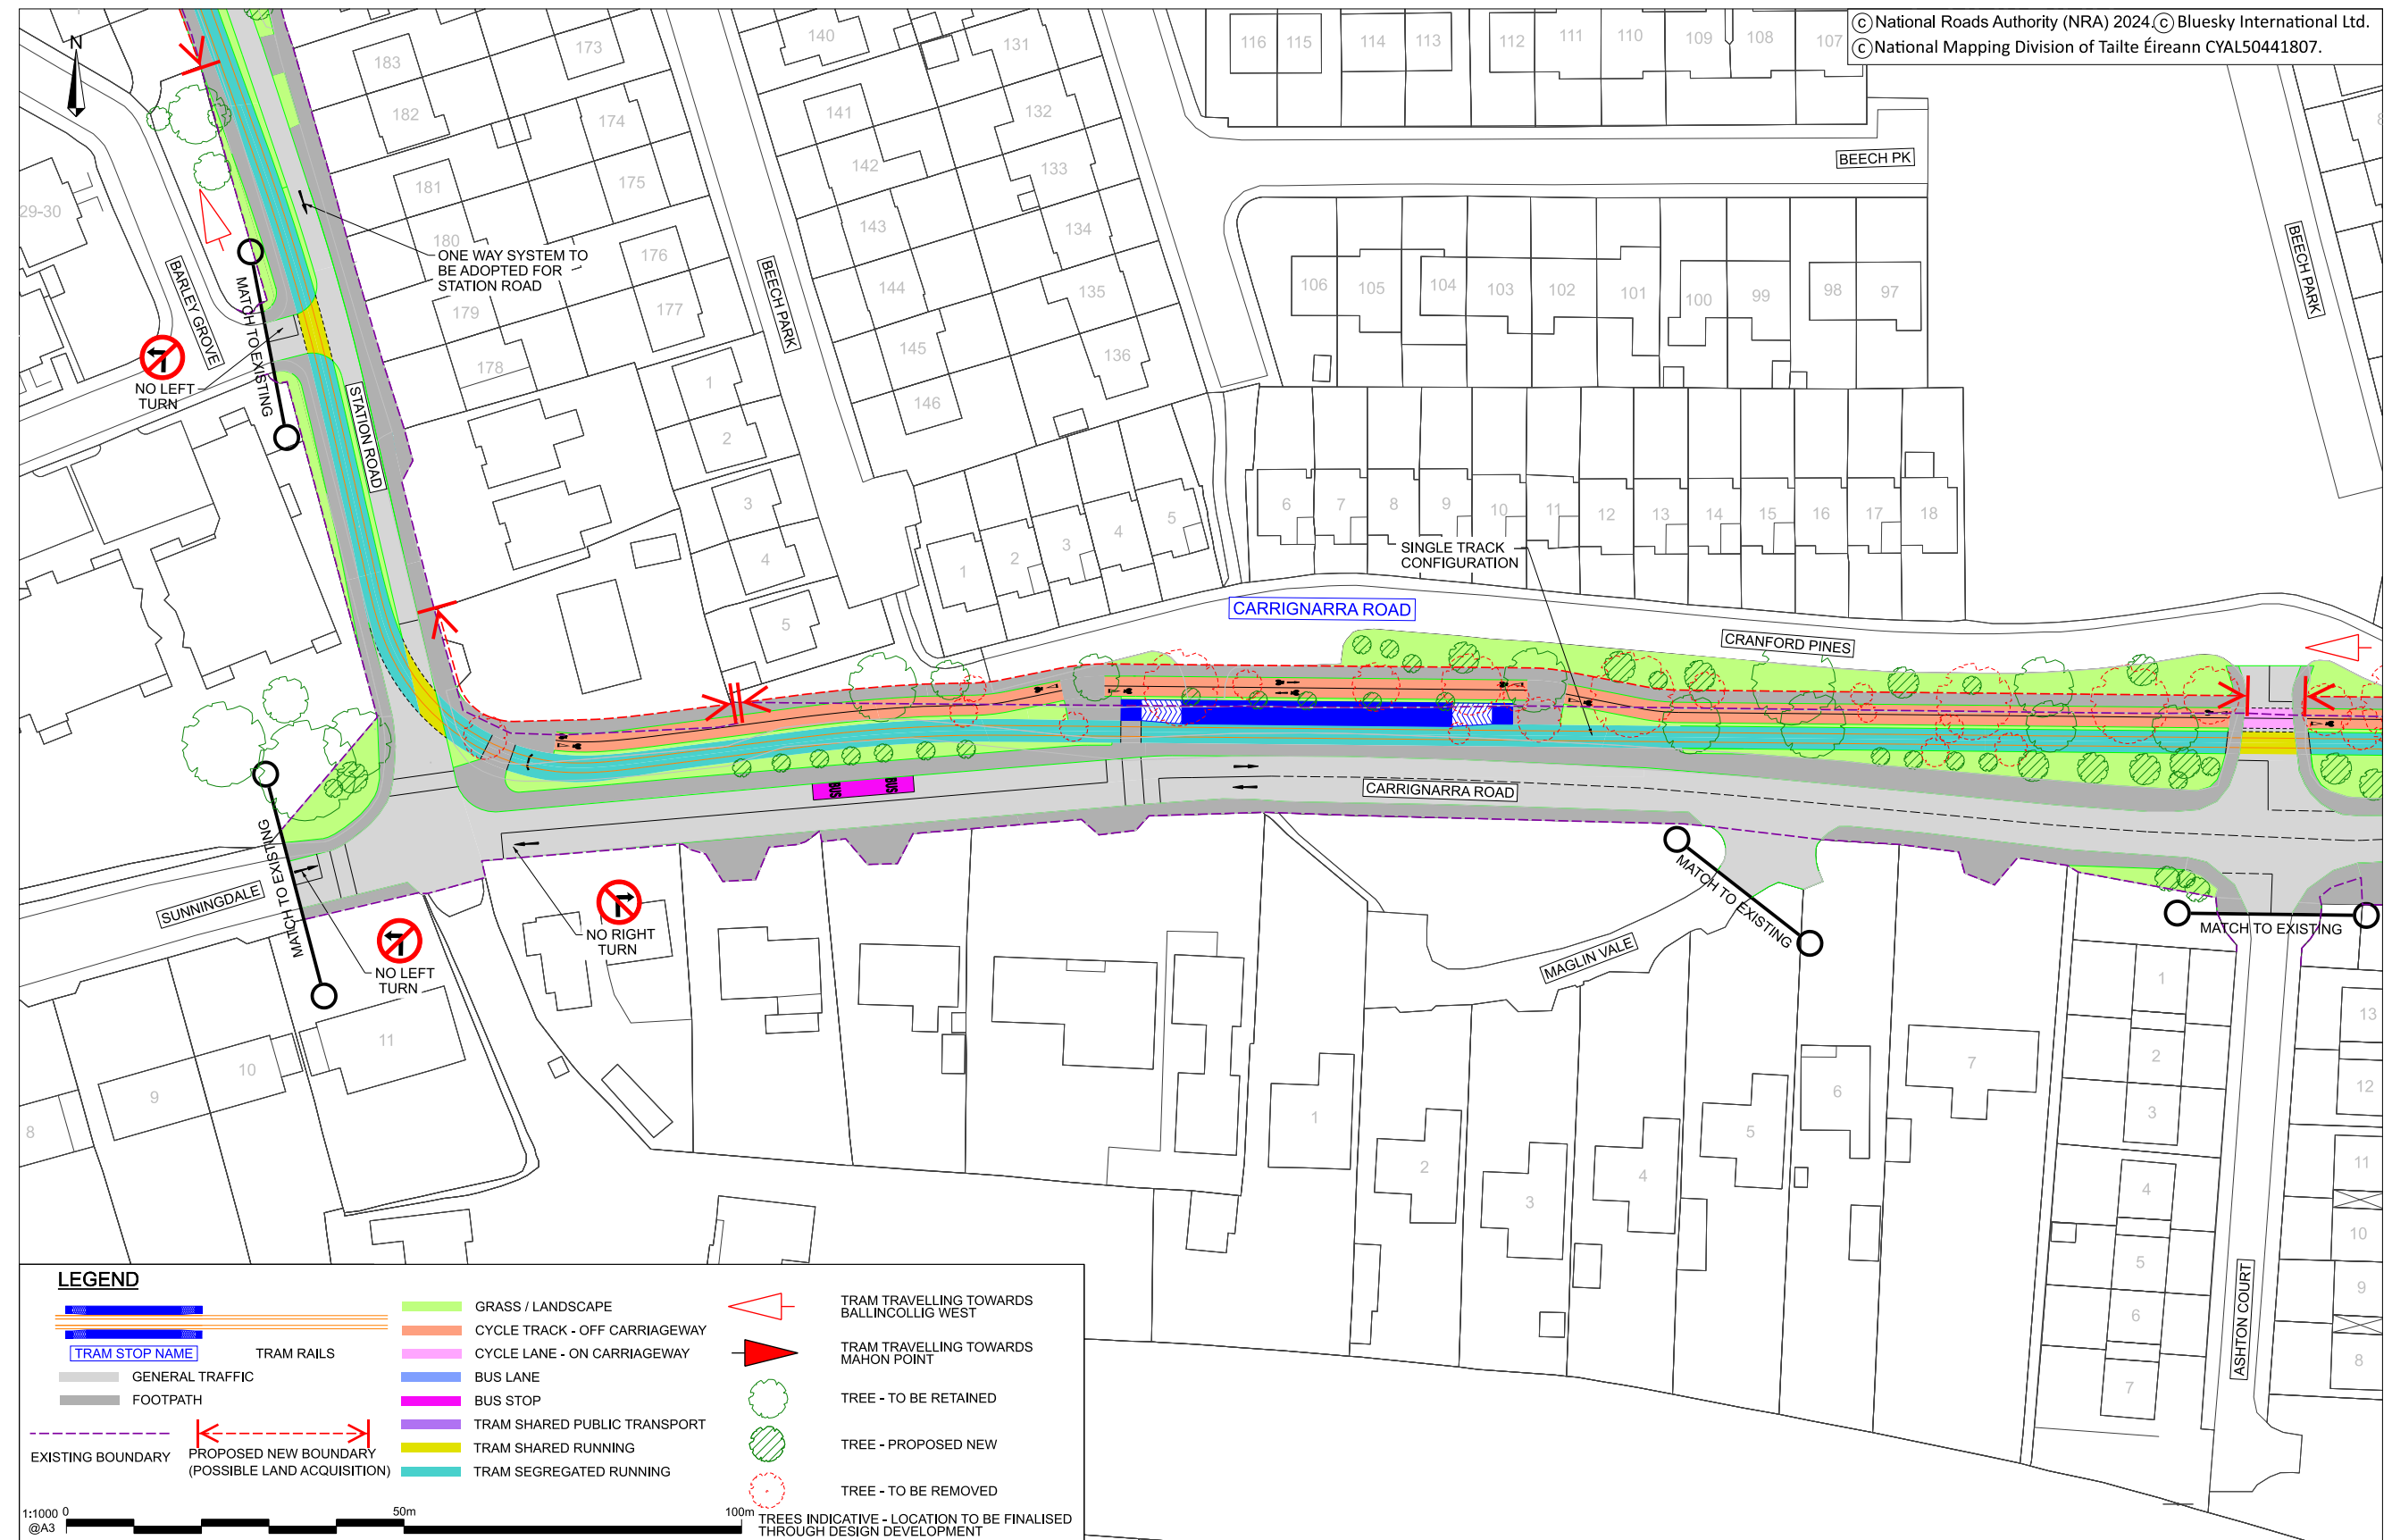 © National Roads Authority (NRA) 2024. © Bluesky International Ltd.
© National Mapping Division of Tailte Éireann CYAL50441807.
N
183
182
173
174
181
175
180
176
179
177
178
140
131
141
132
142
133
143
134
144
135
145
136
146
116
115
114
113
112
111
110
109
108
107
BEECH PK
BEECH PARK
BEECH PARK
29-30
BARLEY GROVE
MATCH TO EXISTING
ONE WAY SYSTEM TO
BE ADOPTED FOR
STATION ROAD
NO LEFT
TURN
STATION ROAD
106
105
104
103
102
101
100
99
98
97
1
2
3
4
5
1
2
3
4
5
6
7
8
9
10
11
12
13
14
15
16
17
18
SINGLE TRACK
CONFIGURATION
CARRIGNARRA ROAD
CRANFORD PINES
BUS
BUS
CARRIGNARRA ROAD
MATCH TO EXISTING
SUNNINGDALE
NO LEFT
TURN
NO RIGHT
TURN
MATCH TO EXISTING
MAGLIN VALE
MATCH TO EXISTING
8
9
10
11
1
2
3
4
5
6
7
1
2
3
4
5
6
7
13
12
11
10
9
8
ASHTON COURT
LEGEND
TRAM STOP NAME
TRAM RAILS
GENERAL TRAFFIC
FOOTPATH
EXISTING BOUNDARY
PROPOSED NEW BOUNDARY
(POSSIBLE LAND ACQUISITION)
GRASS / LANDSCAPE
CYCLE TRACK - OFF CARRIAGEWAY
CYCLE LANE - ON CARRIAGEWAY
BUS LANE
BUS STOP
TRAM SHARED PUBLIC TRANSPORT
TRAM SHARED RUNNING
TRAM SEGREGATED RUNNING
TRAM TRAVELLING TOWARDS
BALLINCOLLIG WEST
TRAM TRAVELLING TOWARDS
MAHON POINT
TREE - TO BE RETAINED
TREE - PROPOSED NEW
TREE - TO BE REMOVED
TREES INDICATIVE - LOCATION TO BE FINALISED
THROUGH DESIGN DEVELOPMENT
1:1000
@A3
0
50m
100m